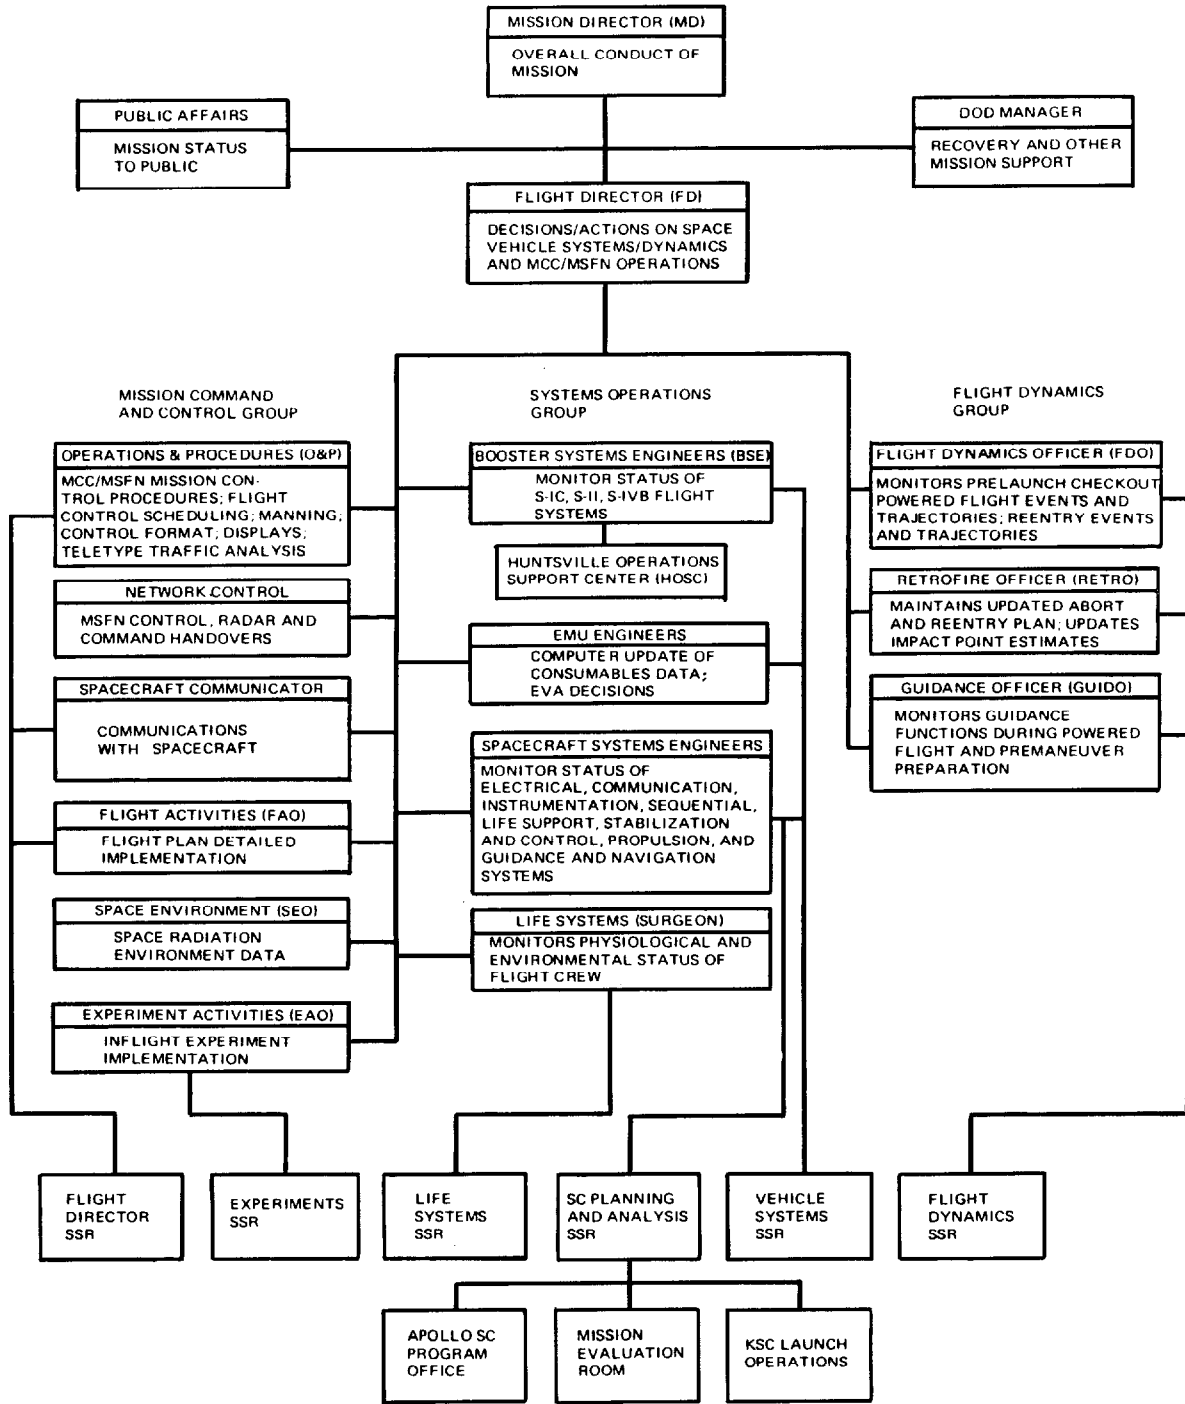 MISSION DIRECTOR (MD)
OVERALL CONDUCT OF
MISSION
PUBLIC AFFAIRS
MISSION STATUS
TO PUBLIC
DOD MANAGER
RECOVERY AND OTHER
MISSION SUPPORT
FLIGHT DIRECTOR (FD)
DECISIONS/ACTIONS ON SPACE
VEHICLE SYSTEMS/DYNAMICS
AND MCC/MSFN OPERATIONS
MISSION COMMAND
AND CONTROL GROUP
OPERATIONS & PROCEDURES (O&P)
MCC/MSFN MISSION CON-
TROL PROCEDURES; FLIGHT
CONTROL SCHEDULING; MANNING;
CONTROL FORMAT; DISPLAYS;
TELETYPE TRAFFIC ANALYSIS
NETWORK CONTROL
MSFN CONTROL, RADAR AND
COMMAND HANDOVERS
SPACECRAFT COMMUNICATOR
COMMUNICATIONS
WITH SPACECRAFT
FLIGHT ACTIVITIES (FAO)
FLIGHT PLAN DETAILED
IMPLEMENTATION
SPACE ENVIRONMENT (SEO)
SPACE RADIATION
ENVIRONMENT DATA
EXPERIMENT ACTIVITIES (EAO)
INFLIGHT EXPERIMENT
IMPLEMENTATION
SYSTEMS OPERATIONS
GROUP
BOOSTER SYSTEMS ENGINEERS (BSE)
MONITOR STATUS OF
S-IC, S-II, S-IVB FLIGHT
SYSTEMS
HUNTSVILLE OPERATIONS
SUPPORT CENTER (HOSC)
EMU ENGINEERS
COMPUTER UPDATE OF
CONSUMABLES DATA;
EVA DECISIONS
SPACECRAFT SYSTEMS ENGINEERS
MONITOR STATUS OF
ELECTRICAL, COMMUNICATION,
INSTRUMENTATION, SEQUENTIAL,
LIFE SUPPORT, STABILIZATION
AND CONTROL, PROPULSION, AND
GUIDANCE AND NAVIGATION
SYSTEMS
LIFE SYSTEMS (SURGEON)
MONITORS PHYSIOLOGICAL AND
ENVIRONMENTAL STATUS OF
FLIGHT CREW
FLIGHT DYNAMICS
GROUP
FLIGHT DYNAMICS OFFICER (FDO)
MONITORS PRELAUNCH CHECKOUT
POWERED FLIGHT EVENTS AND
TRAJECTORIES; REENTRY EVENTS
AND TRAJECTORIES
RETROFIRE OFFICER (RETRO)
MAINTAINS UPDATED ABORT
AND REENTRY PLAN; UPDATES
IMPACT POINT ESTIMATES
GUIDANCE OFFICER (GUIDO)
MONITORS GUIDANCE
FUNCTIONS DURING POWERED
FLIGHT AND PREMANEUVER
PREPARATION
FLIGHT
DIRECTOR
SSR
EXPERIMENTS
SSR
LIFE
SYSTEMS
SSR
SC PLANNING
AND ANALYSIS
SSR
VEHICLE
SYSTEMS
SSR
FLIGHT
DYNAMICS
SSR
APOLLO SC
PROGRAM
OFFICE
MISSION
EVALUATION
ROOM
KSC LAUNCH
OPERATIONS